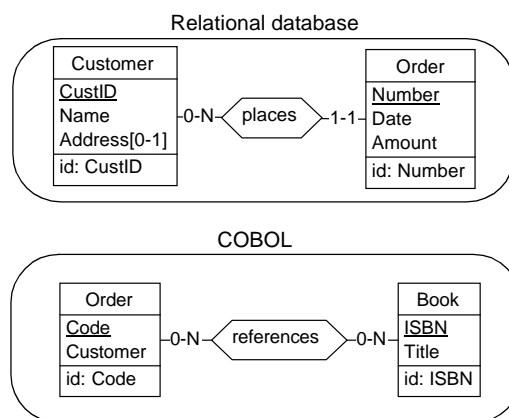 Relational database
Customer
CustID
Name
Address[0-1]
id: CustID
0-N
places
1-1
Order
Number
Date
Amount
id: Number
COBOL
Order
Code
Customer
id: Code
0-N
references
0-N
Book
ISBN
Title
id: ISBN